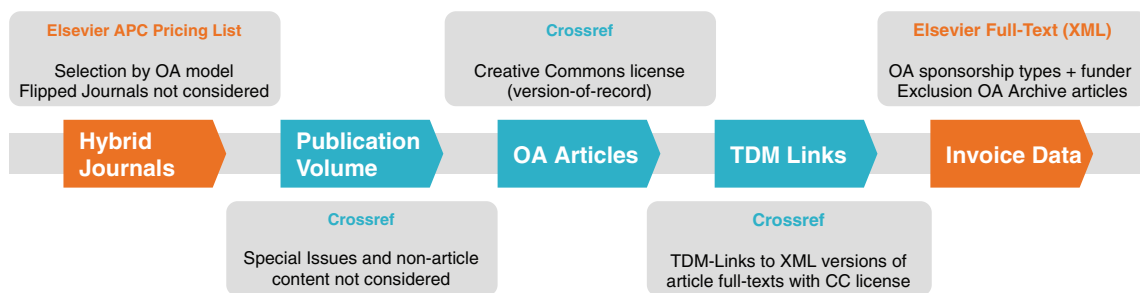 Elsevier APC Pricing List
Selection by OA model
Flipped Journals not considered
Crossref
Creative Commons license
(version-of-record)
Elsevier Full-Text (XML)
OA sponsorship types + funder
Exclusion OA Archive articles
Hybrid
Journals
Publication
Volume
OA Articles
TDM Links
Invoice Data
Crossref
Special Issues and non-article
content not considered
Crossref
TDM-Links to XML versions of
article full-texts with CC license